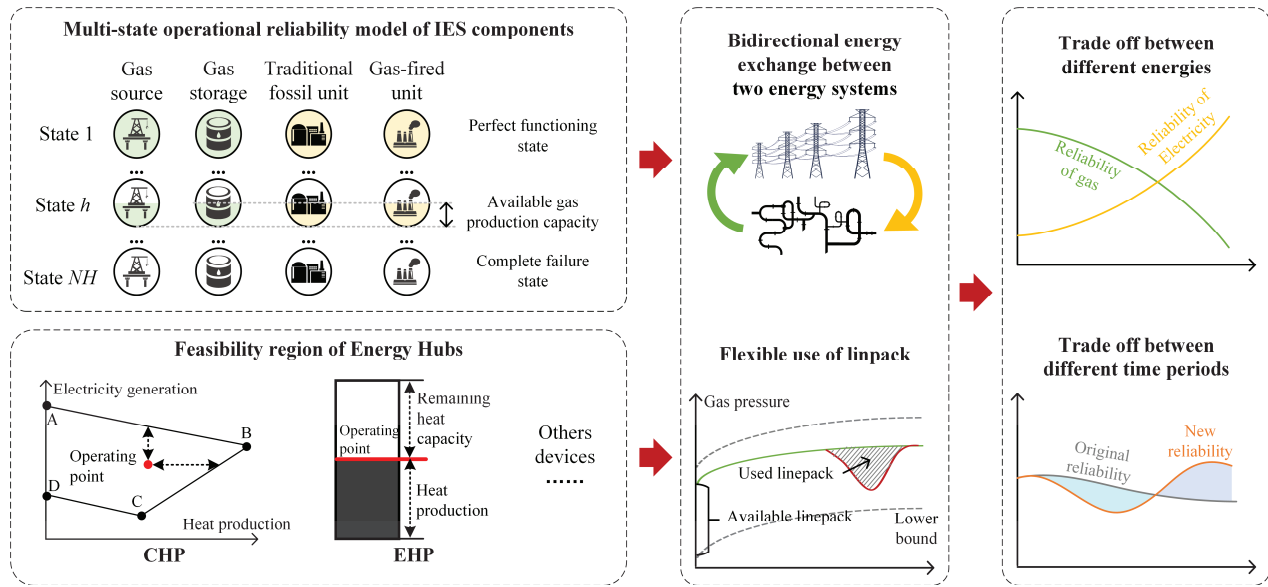 Multi-state operational reliability model of IES components
Gas
source
Gas
storage
Traditional
fossil unit
Gas-fired
unit
State 1
Perfect functioning
state
...
...
...
...
State h
Available gas
production capacity
...
...
...
...
State NH
Complete failure
state
Feasibility region of Energy Hubs
Electricity generation
A
B
Operating
point
D
C
Heat production
CHP
Remaining
heat
capacity
Operating
point
Heat
production
EHP
Others
devices
......
Bidirectional energy
exchange between
two energy systems
Flexible use of linpack
Gas pressure
Used linepack
Available linepack
Lower
bound
Trade off between
different energies
Reliability of
Electricity
Reliability
of gas
Trade off between
different time periods
New
reliability
Original
reliability